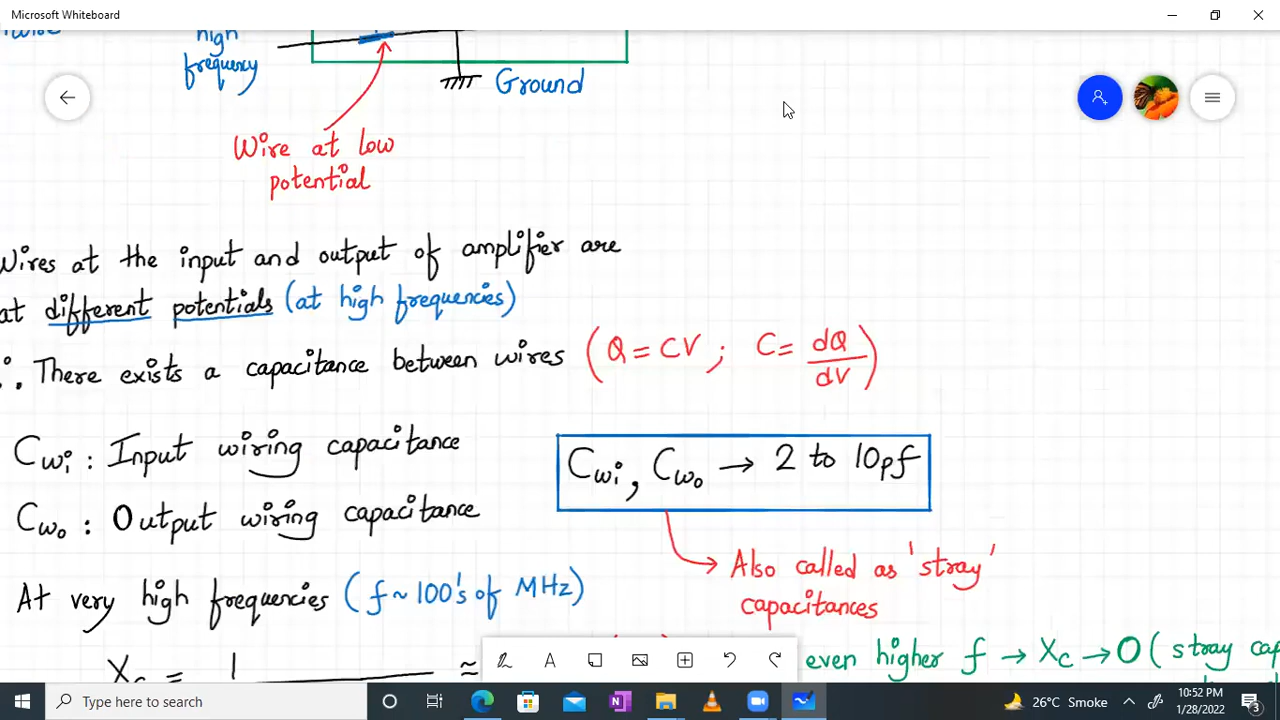 Microsoft Whiteboard
high
frequency
Ground
Wire at low
potential
Wires at the input and output of amplifier are
at different potentials (at high frequencies)
∴ There exists a capacitance between wires (Q = CV ; C = dQ/dV)
Cwi : Input wiring capacitance
Cwi, Cwo → 2 to 10pf
Cwo : Output wiring capacitance
Also called as 'stray'
capacitances
At very high frequencies (f ~ 100's of MHz)
even higher f → Xc → 0 ( stray cap
Xc = 1 ≈
Type here to search
26°C Smoke
10:52 PM
1/28/2022
3